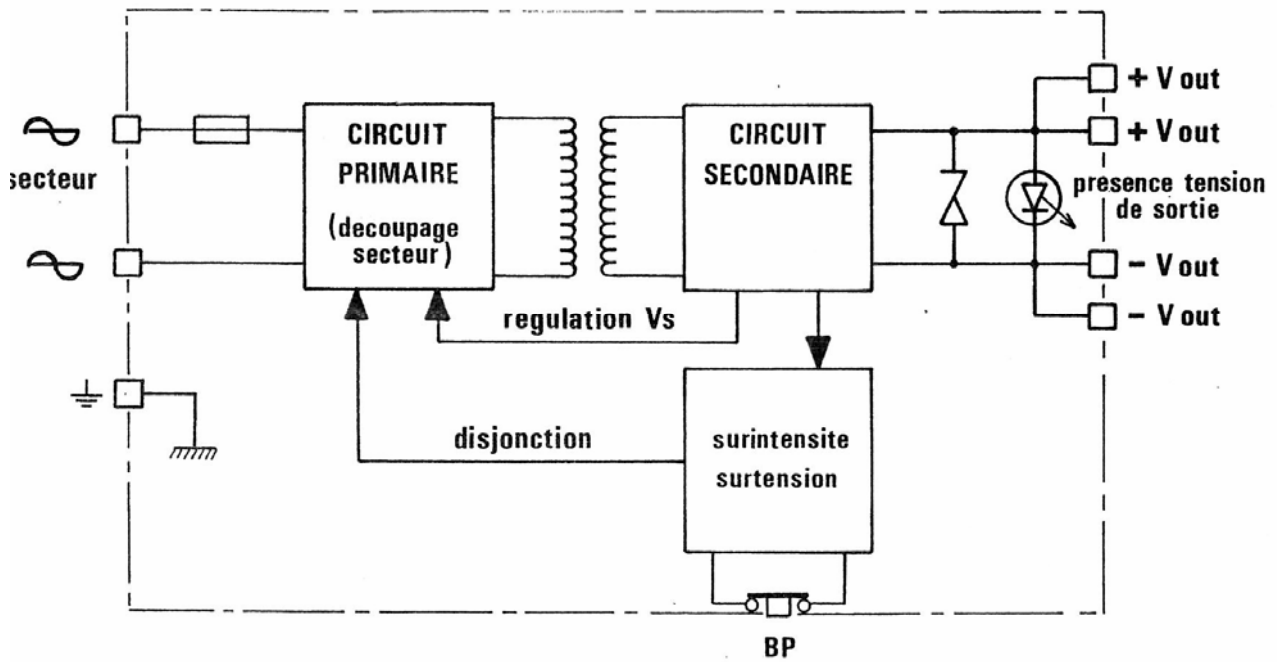 + V out
CIRCUIT
PRIMAIRE
(decoupage
secteur)
CIRCUIT
SECONDAIRE
+ V out
secteur
presence tension
de sortie
- V out
regulation Vs
- V out
disjonction
surintensite
surtension
BP